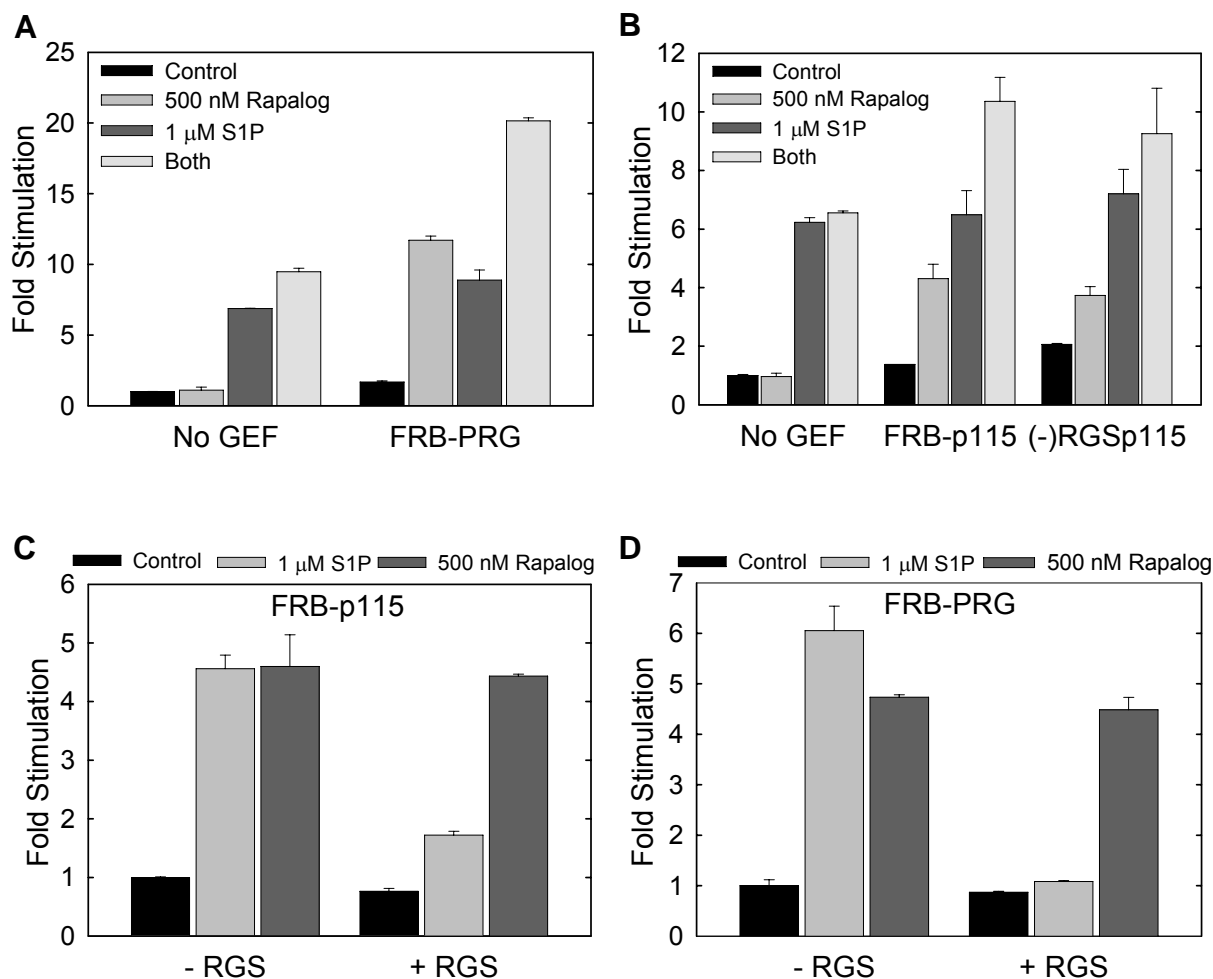 A
25
20
15
10
5
0
Fold Stimulation
Control
500 nM Rapalog
1 μM S1P
Both
No GEF
FRB-PRG
B
12
10
8
6
4
2
0
Fold Stimulation
Control
500 nM Rapalog
1 μM S1P
Both
No GEF
FRB-p115
(-)RGSp115
C
Control
1 μM S1P
500 nM Rapalog
FRB-p115
6
5
4
3
2
1
0
Fold Stimulation
- RGS
+ RGS
D
Control
1 μM S1P
500 nM Rapalog
FRB-PRG
7
6
5
4
3
2
1
0
Fold Stimulation
- RGS
+ RGS